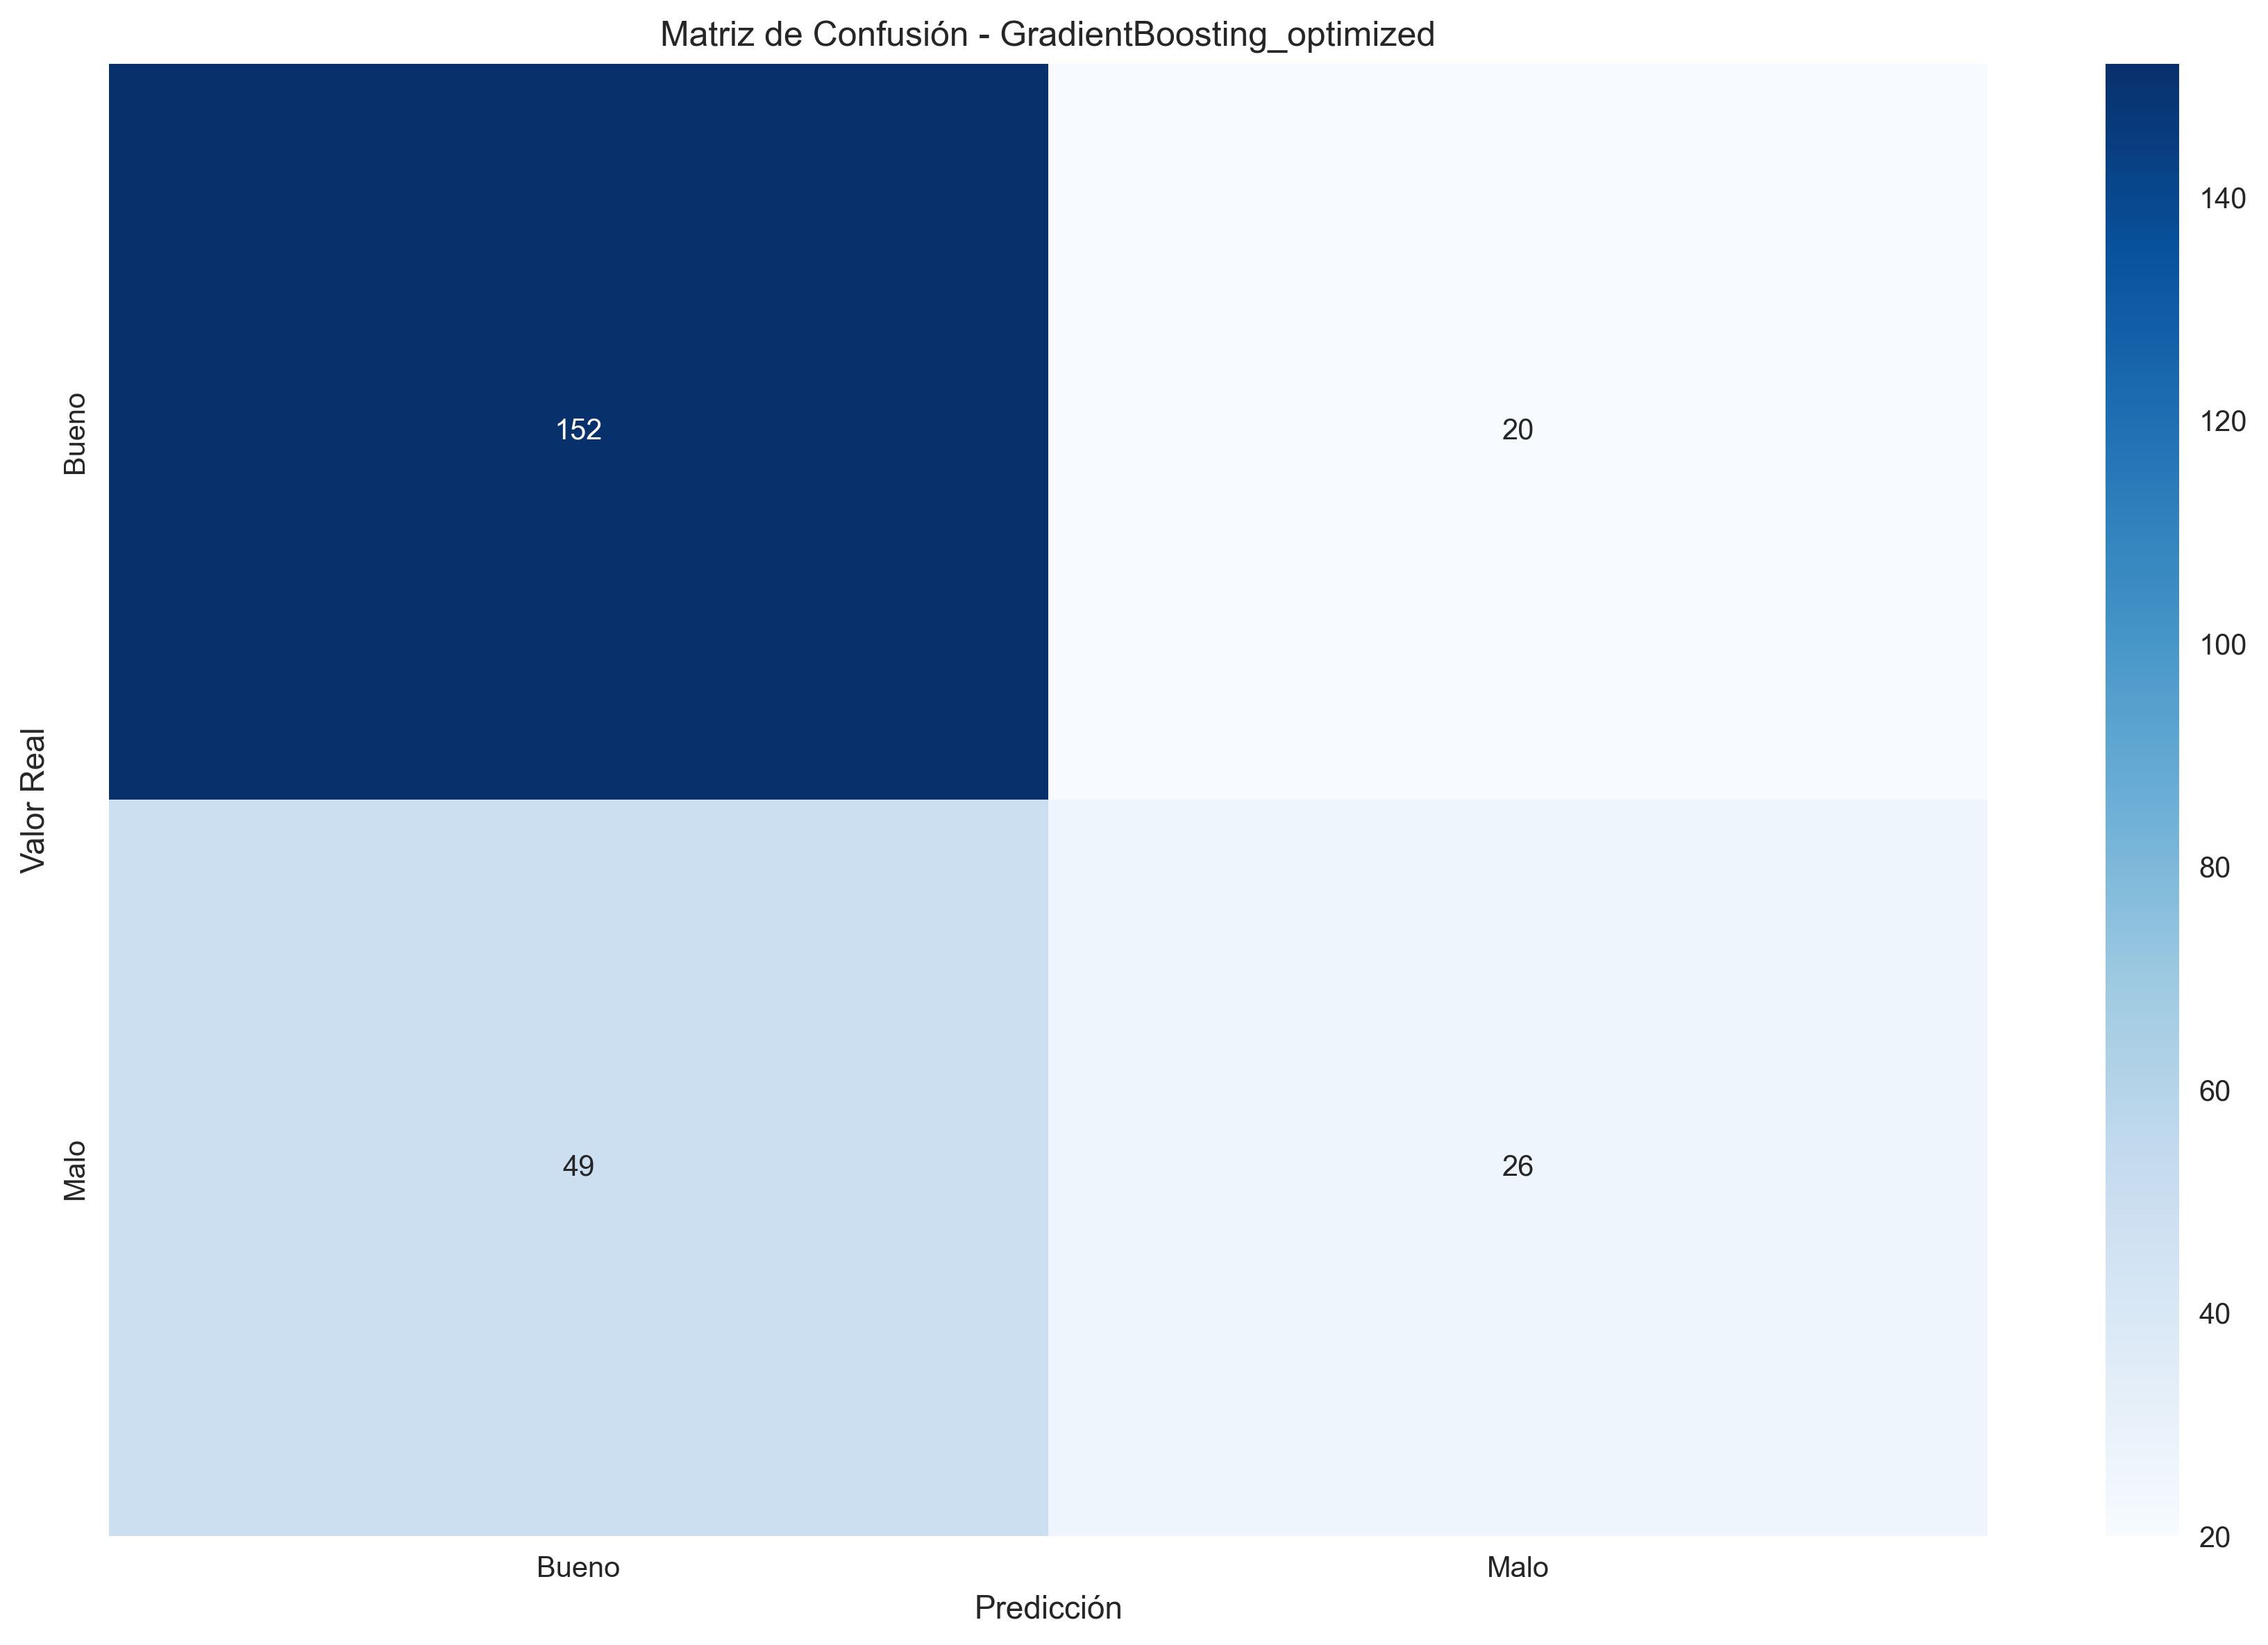 Matriz de Confusión - GradientBoosting_optimized
Valor Real
Bueno
152
20
Malo
49
26
Bueno
Malo
Predicción
140
120
100
80
60
40
20